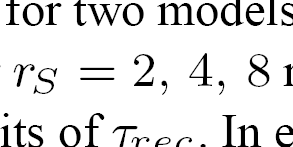 for two models
r_S = 2, 4, 8
its of τ_rec. In